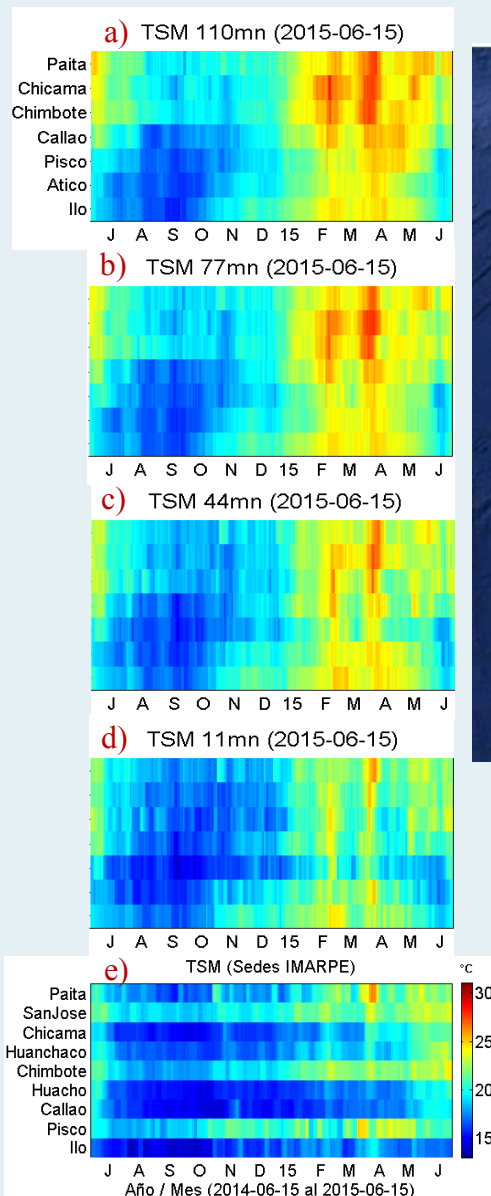 a) TSM 110mn (2015-06-15)
Paita
Chicama
Chimbote
Callao
Pisco
Atico
Ilo
J A S O N D 15 F M A M J
b) TSM 77mn (2015-06-15)
J A S O N D 15 F M A M J
c) TSM 44mn (2015-06-15)
J A S O N D 15 F M A M J
d) TSM 11mn (2015-06-15)
J A S O N D 15 F M A M J
e) TSM (Sedes IMARPE)
°C
Paita
SanJose
Chicama
Huanchaco
Chimbote
Huacho
Callao
Pisco
Ilo
30
25
20
15
J A S O N D 15 F M A M J
Año / Mes (2014-06-15 al 2015-06-15)